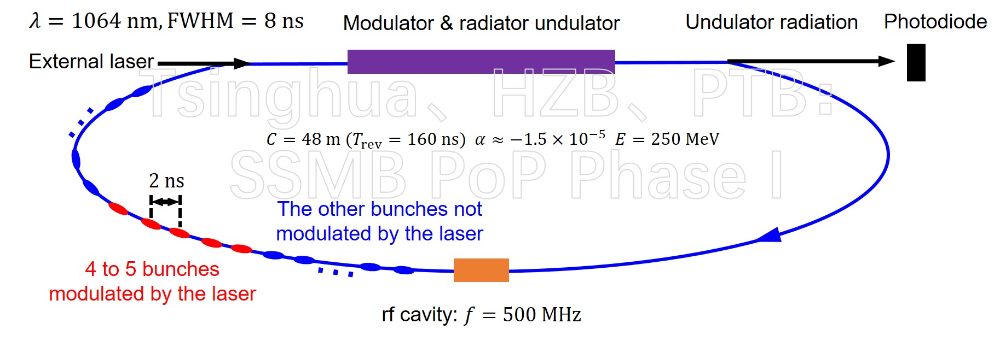 λ = 1064 nm, FWHM = 8 ns
Modulator & radiator undulator
Undulator radiation
Photodiode
External laser
Tsinghua、HZB、PTB:
C = 48 m (T_rev = 160 ns) α ≈ −1.5 × 10⁻⁵ E = 250 MeV
SSMB PoP Phase I
2 ns
The other bunches not
modulated by the laser
4 to 5 bunches
modulated by the laser
rf cavity: f = 500 MHz